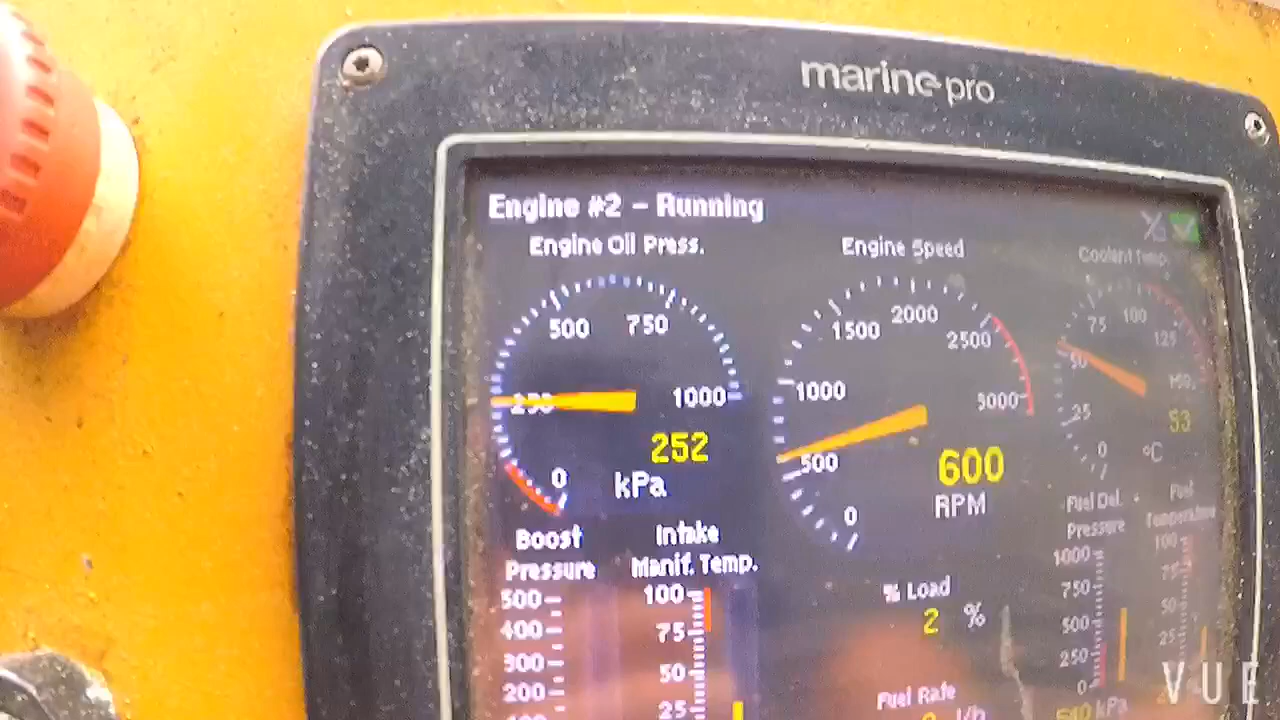 marine pro
Engine #2 – Running
Engine Oil Press.
500 750
250 1000
0
252
kPa
Engine Speed
1500 2000 2500
1000 3000
500
0
600
RPM
Coolant Temp.
75 100 125
50 150
25
0
53
°C
Boost
Pressure
500
400
300
200
Intake
Manif. Temp.
100
75
50
25
% Load
2 %
Fuel Rate
l/h
Fuel Del.
Pressure
1000
750
500
250
0
kPa
Fuel
Temperature
100
75
50
25
VUE